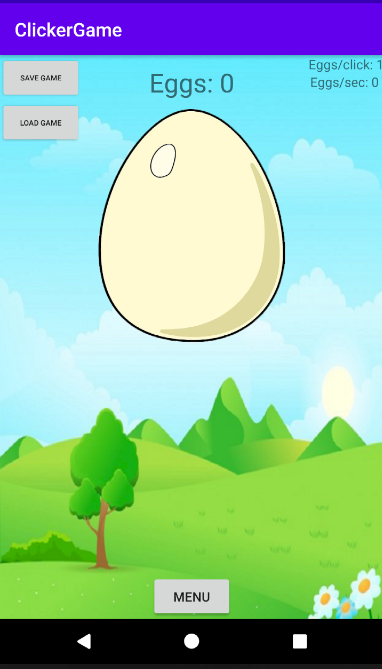 ClickerGame
SAVE GAME
Eggs: 0
Eggs/click: 1
Eggs/sec: 0
LOAD GAME
MENU